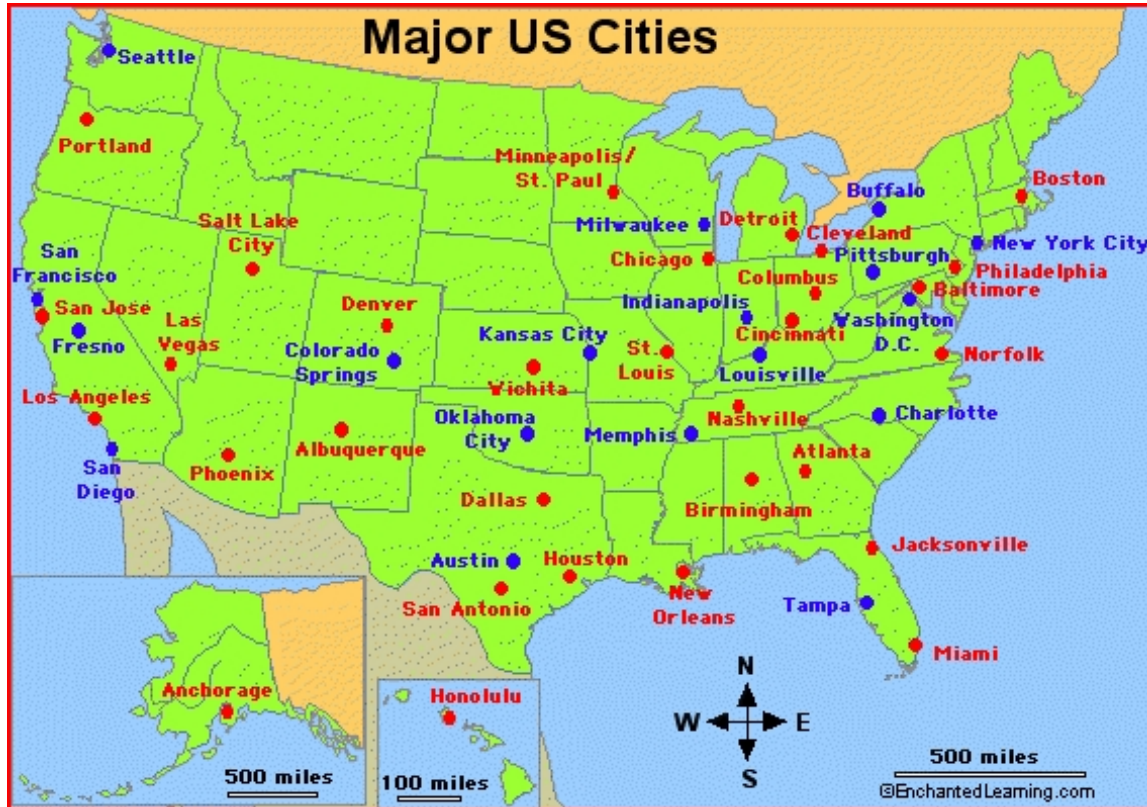 Major US Cities
Seattle
Portland
Minneapolis/
St. Paul
Boston
Buffalo
Salt Lake
City
Milwaukee
Detroit
Cleveland
New York City
San
Francisco
Chicago
Columbus
Pittsburgh
Philadelphia
Baltimore
San Jose
Denver
Indianapolis
Las
Vegas
Fresno
Kansas City
Cincinnati
Washington
D.C.
Colorado
Springs
St.
Louis
Norfolk
Wichita
Louisville
Los Angeles
Oklahoma
City
Nashville
Charlotte
Albuquerque
Memphis
Atlanta
San
Diego
Phoenix
Dallas
Birmingham
Austin
Houston
Jacksonville
San Antonio
New
Orleans
Tampa
Miami
Anchorage
500 miles
Honolulu
100 miles
N
W
E
S
500 miles
©EnchantedLearning.com